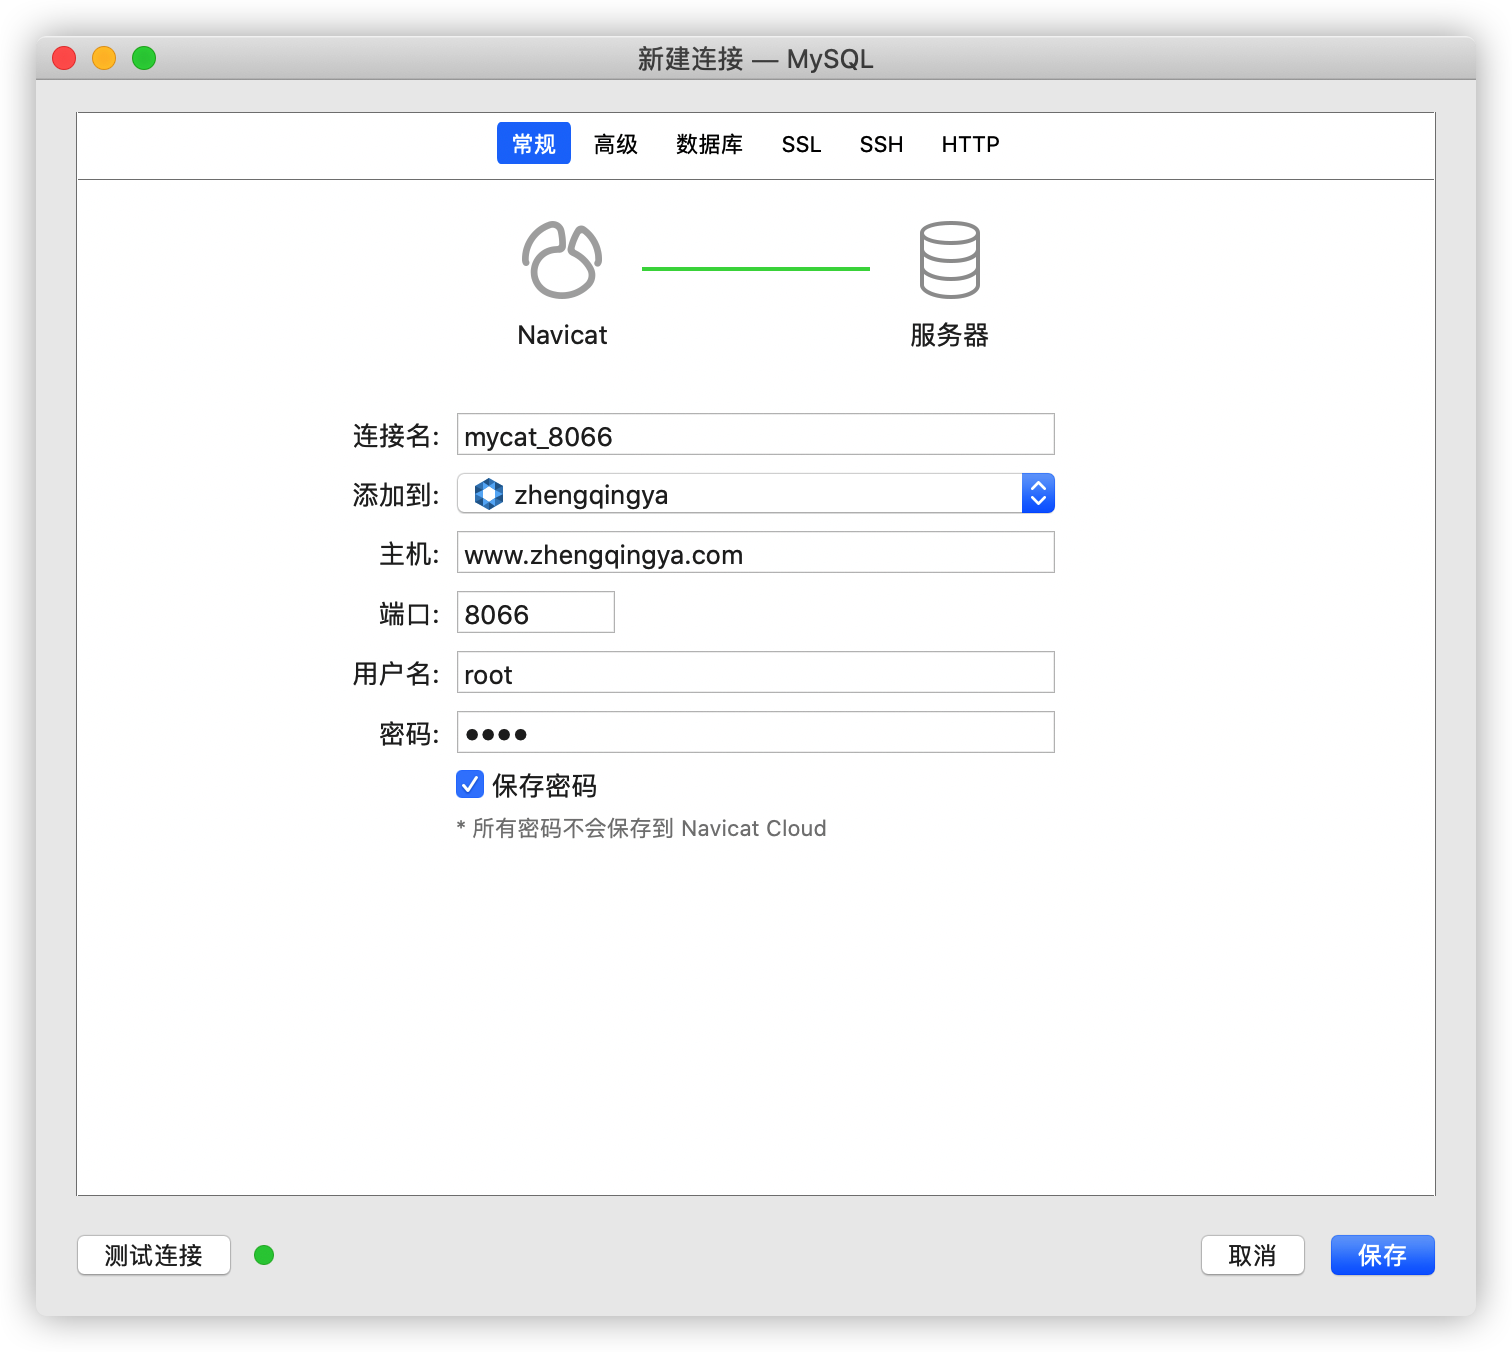 新建连接 — MySQL
常规 高级 数据库 SSL SSH HTTP
Navicat 服务器
连接名: mycat_8066
添加到: zhengqingya
主机: www.zhengqingya.com
端口: 8066
用户名: root
密码: ●●●●
保存密码
* 所有密码不会保存到 Navicat Cloud
测试连接 取消 保存